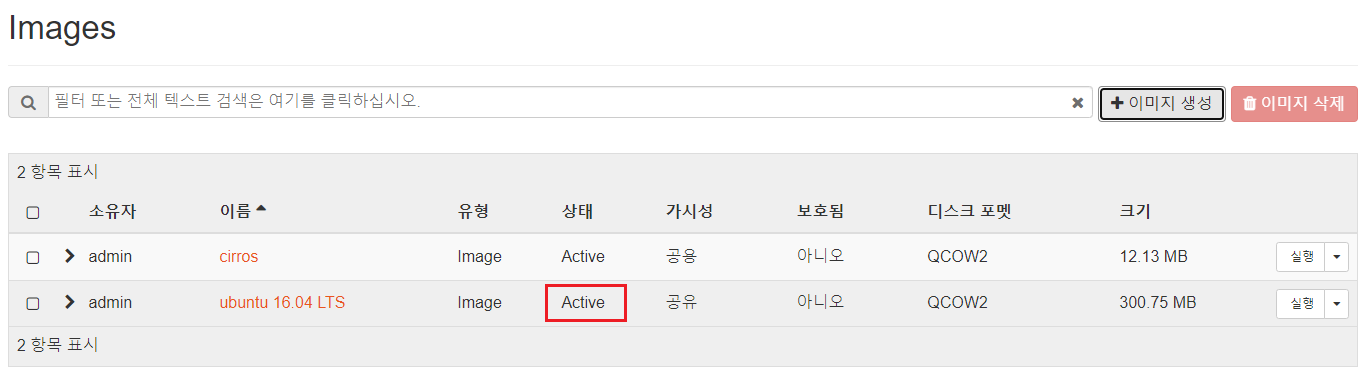 Images
필터 또는 전체 텍스트 검색은 여기를 클릭하십시오. 이미지 생성 이미지 삭제
2 항목 표시
소유자 이름 유형 상태 가시성 보호됨 디스크 포멧 크기
admin cirros Image Active 공용 아니오 QCOW2 12.13 MB 실행
admin ubuntu 16.04 LTS Image Active 공유 아니오 QCOW2 300.75 MB 실행
2 항목 표시